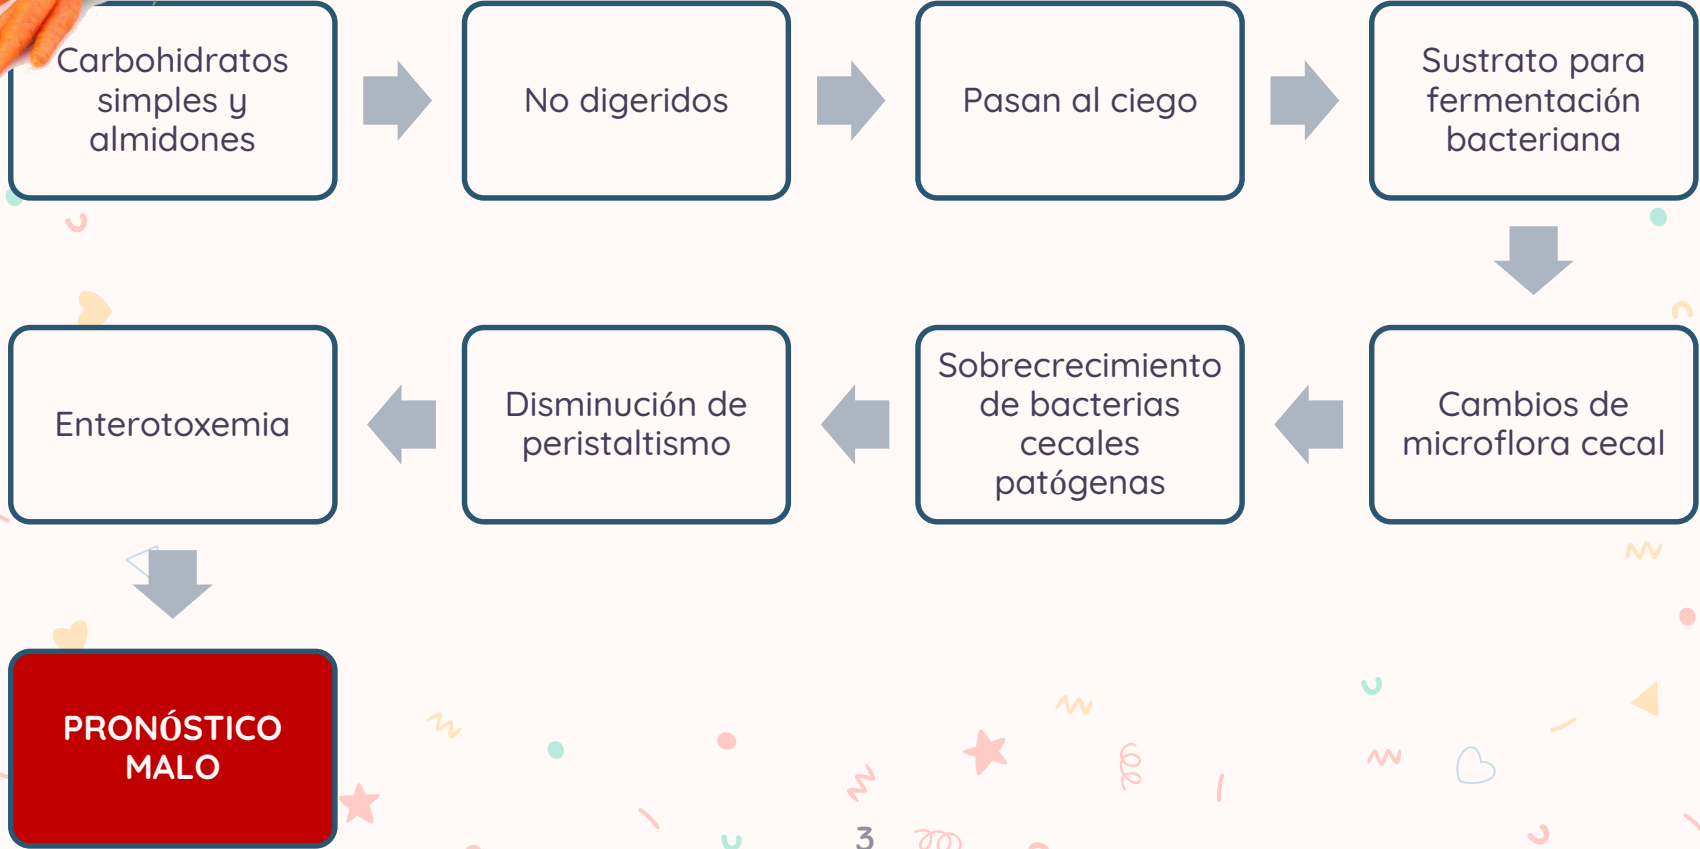 Carbohidratos
simples y
almidones
No digeridos
Pasan al ciego
Sustrato para
fermentación
bacteriana
Cambios de
microflora cecal
Sobrecrecimiento
de bacterias
cecales
patógenas
Disminución de
peristaltismo
Enterotoxemia
PRONÓSTICO
MALO
3